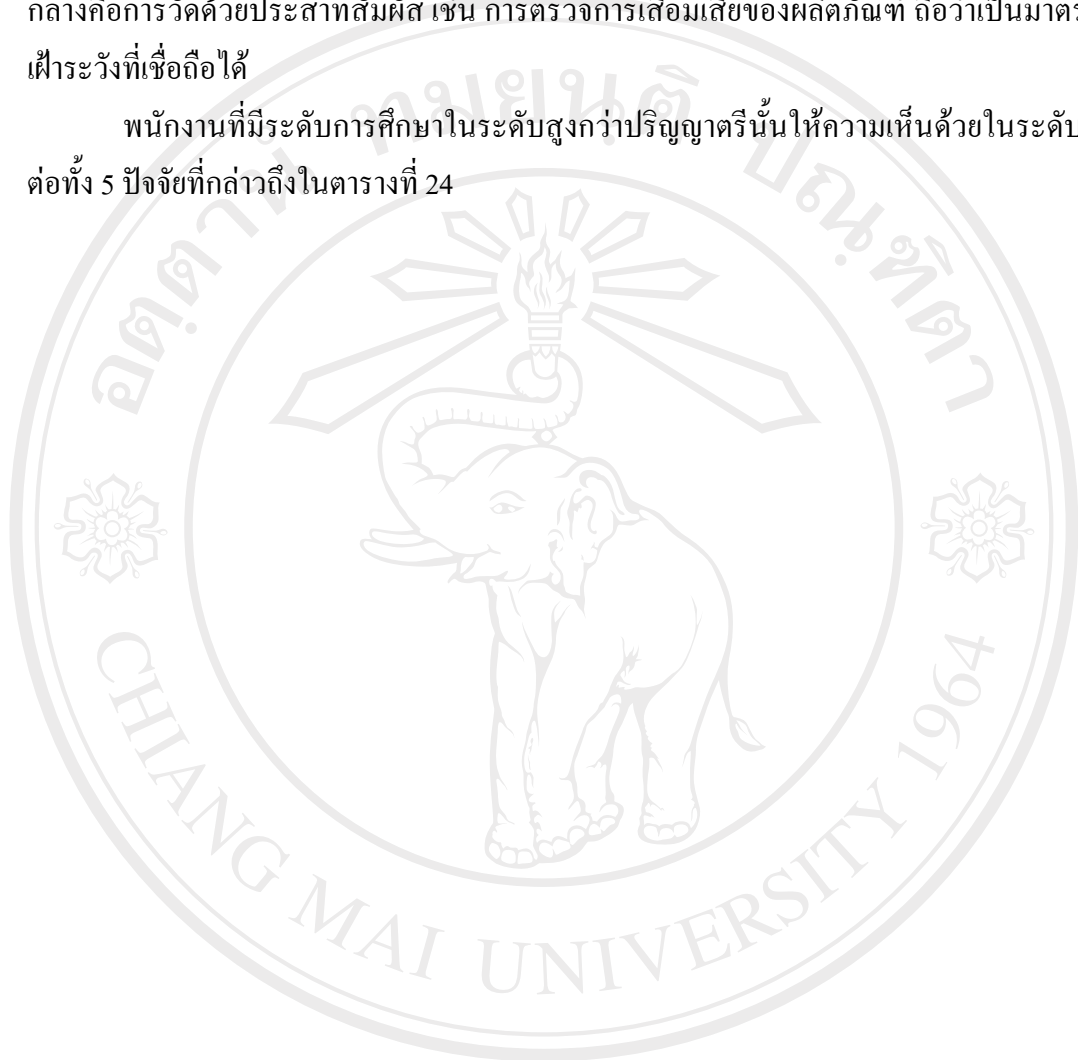 กลางคือการวัดด้วยประสาทสัมผัส เช่น การตรวจการเสื่อมเสียของผลิตภัณฑ์ ถือว่าเป็นมาตร
เฝ้าระวังที่เชื่อถือได้
พนักงานที่มีระดับการศึกษาในระดับสูงกว่าปริญญาตรีนั้นให้ความเห็นด้วยในระดับ
ต่อทั้ง 5 ปัจจัยที่กล่าวถึงในตารางที่ 24
CHIANG MAI UNIVERSITY 1964